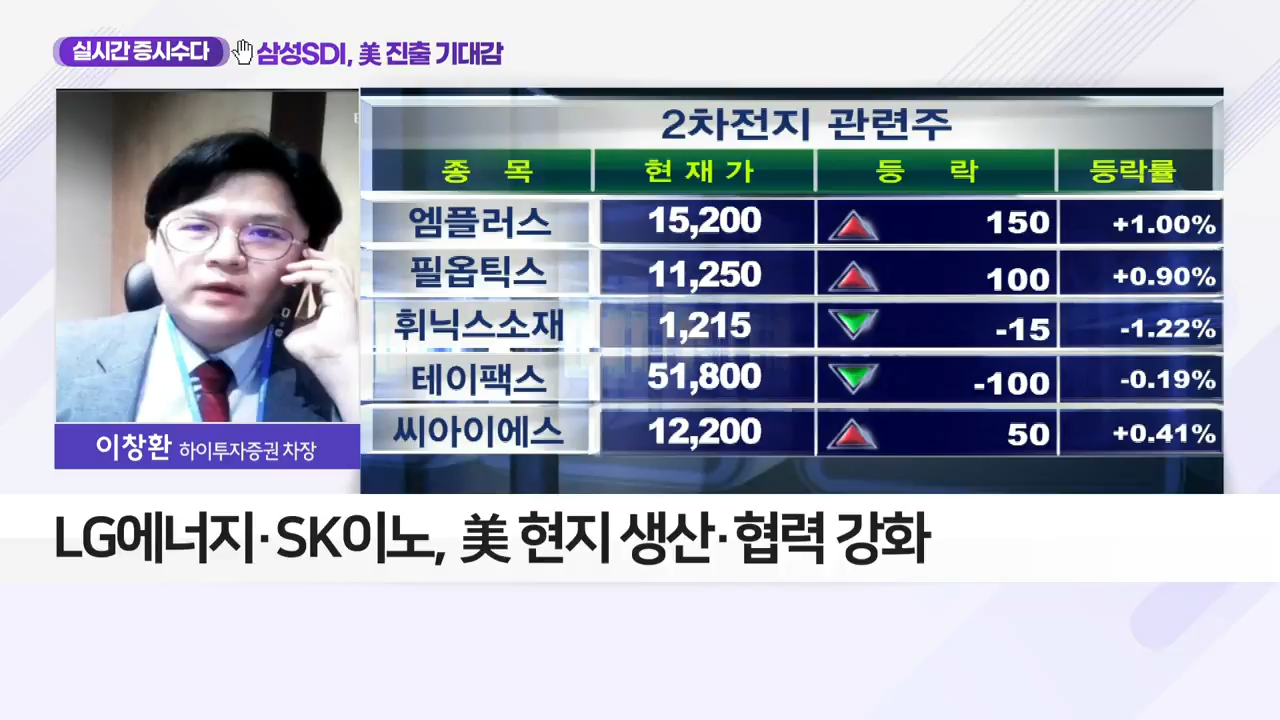 실시간 증시수다 삼성SDI, 美 진출 기대감
2차전지 관련주
종 목 현 재 가 등 락 등락률
엠플러스 15,200 150 +1.00%
필옵틱스 11,250 100 +0.90%
휘닉스소재 1,215 -15 -1.22%
테이팩스 51,800 -100 -0.19%
씨아이에스 12,200 50 +0.41%
이창환 하이투자증권 차장
LG에너지·SK이노, 美 현지 생산·협력 강화